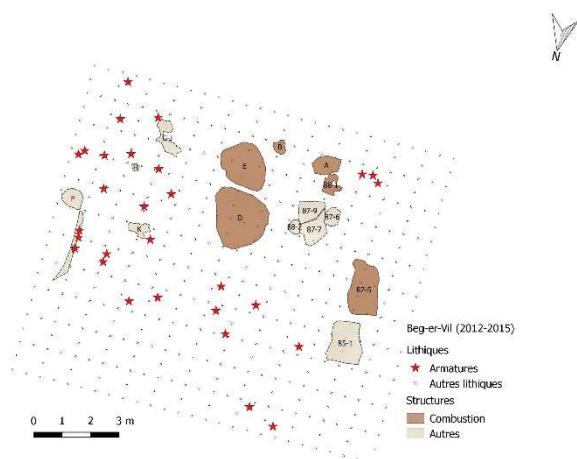 N
C-J
B
E
A
H
88-1
F
D
87-9
87-6
K
88-2
87-7
87-5
85-1
Beg-er-Vil (2012-2015)
Lithiques
Armatures
Autres lithiques
Structures
Combustion
Autres
0 1 2 3 m